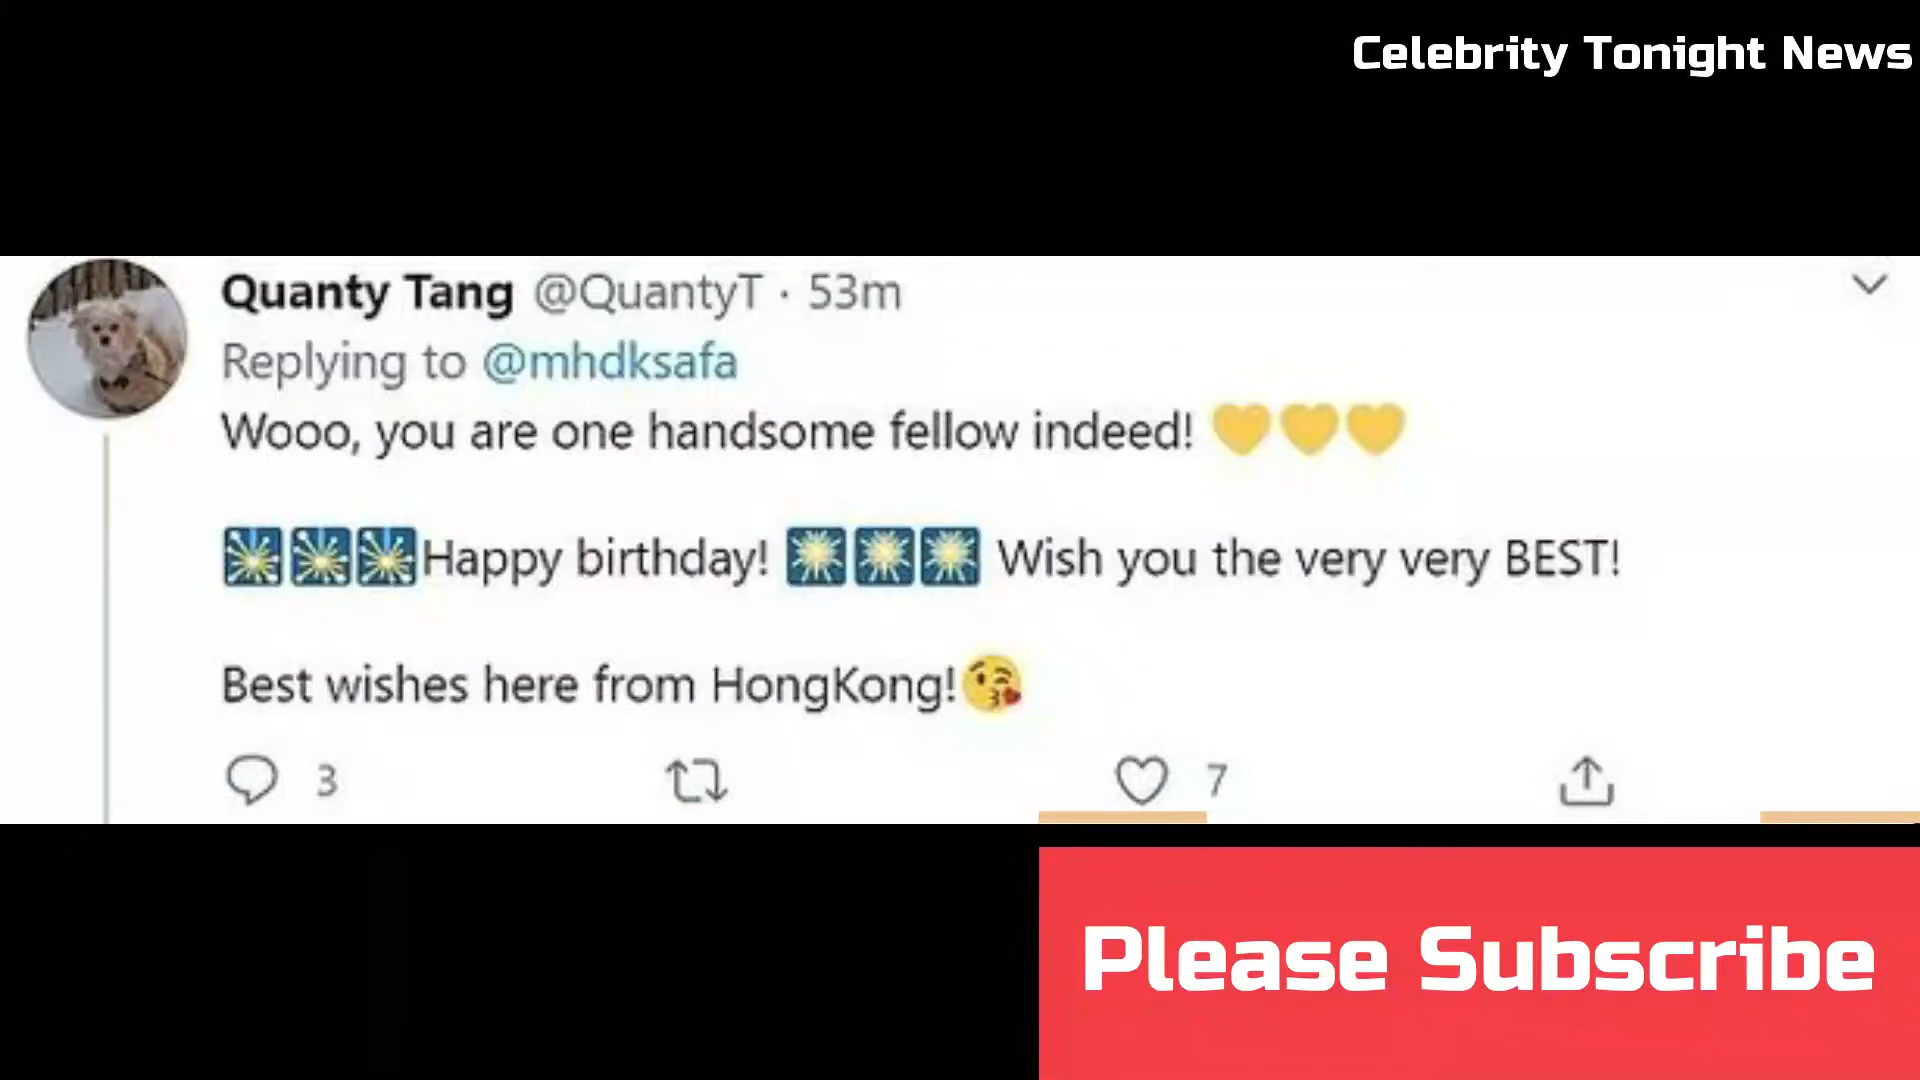 Celebrity Tonight News
Quanty Tang @QuantyT · 53m
Replying to @mhdksafa
Wooo, you are one handsome fellow indeed! 💛💛💛
🎇🎇🎇Happy birthday! 🎆🎆🎆 Wish you the very very BEST!
Best wishes here from HongKong!😘
3 7
Please Subscribe